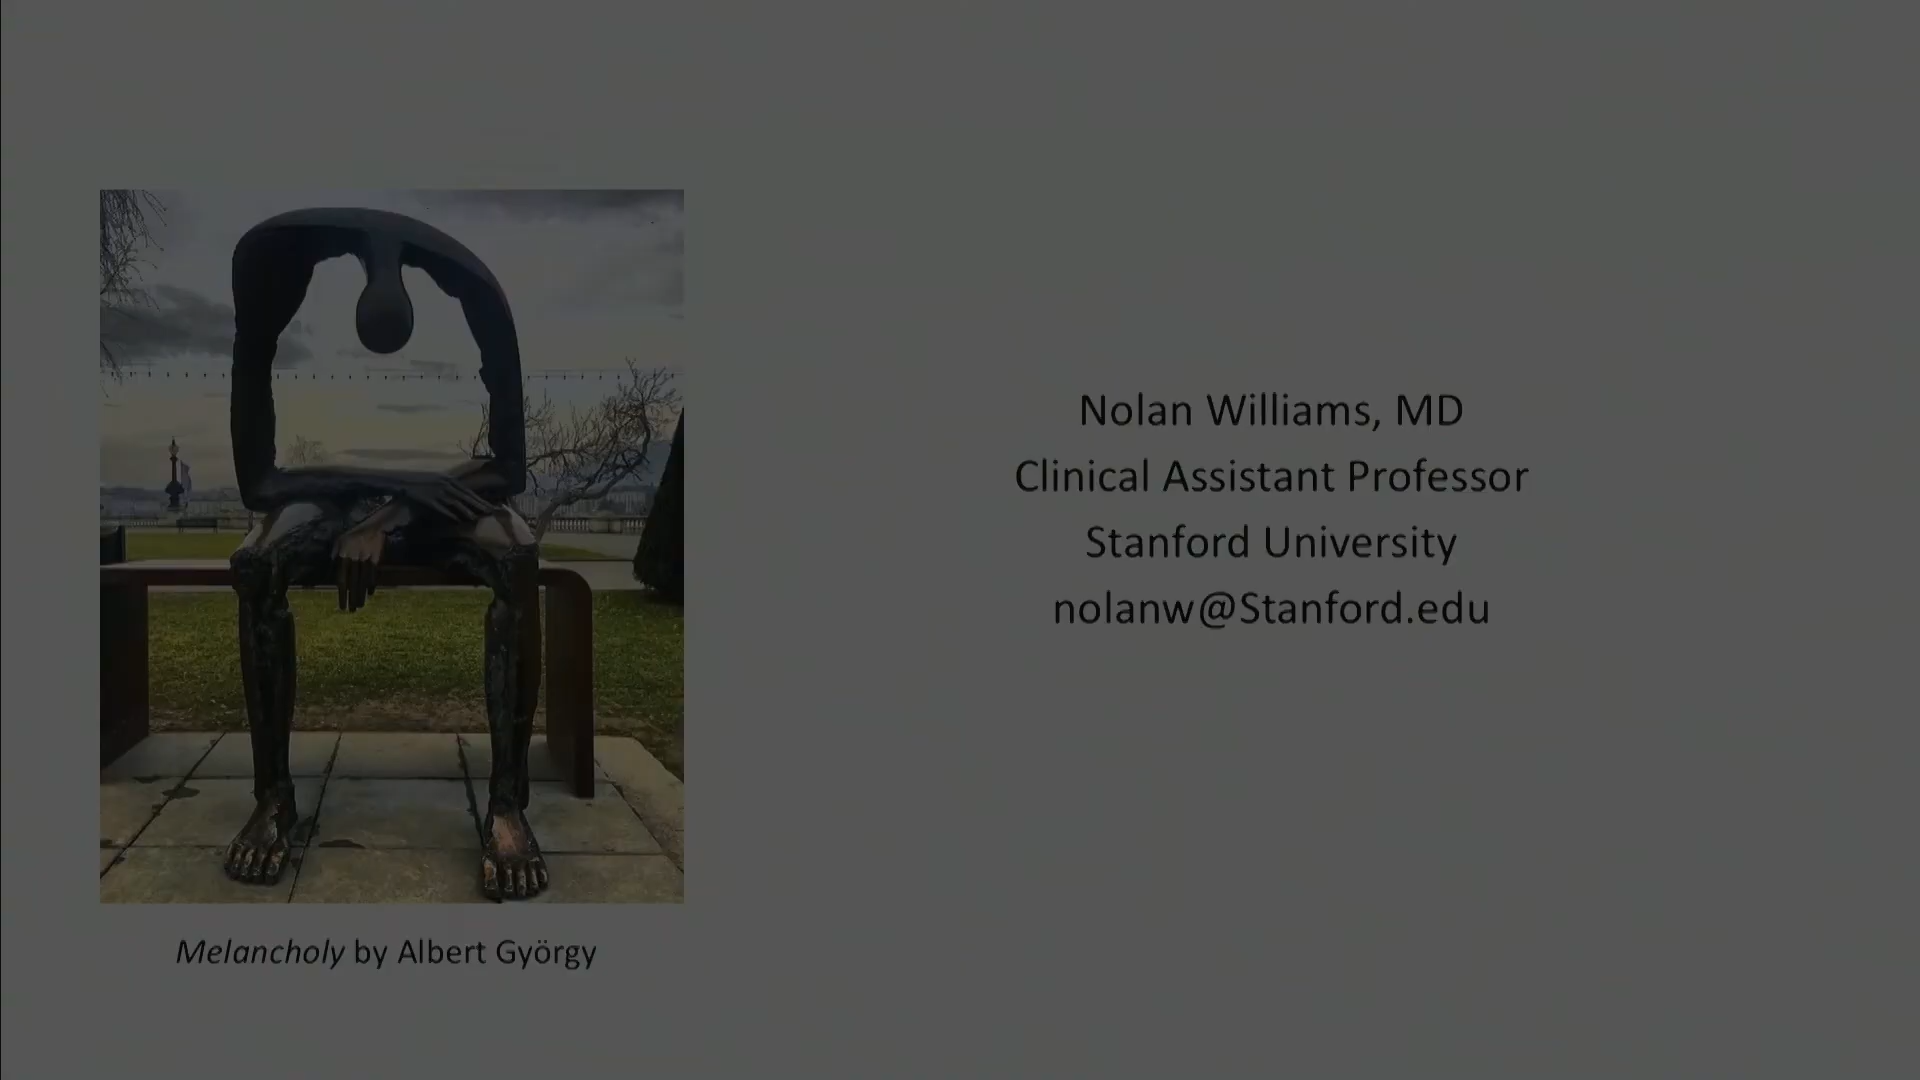 Nolan Williams, MD
Clinical Assistant Professor
Stanford University
nolanw@Stanford.edu
Melancholy by Albert György